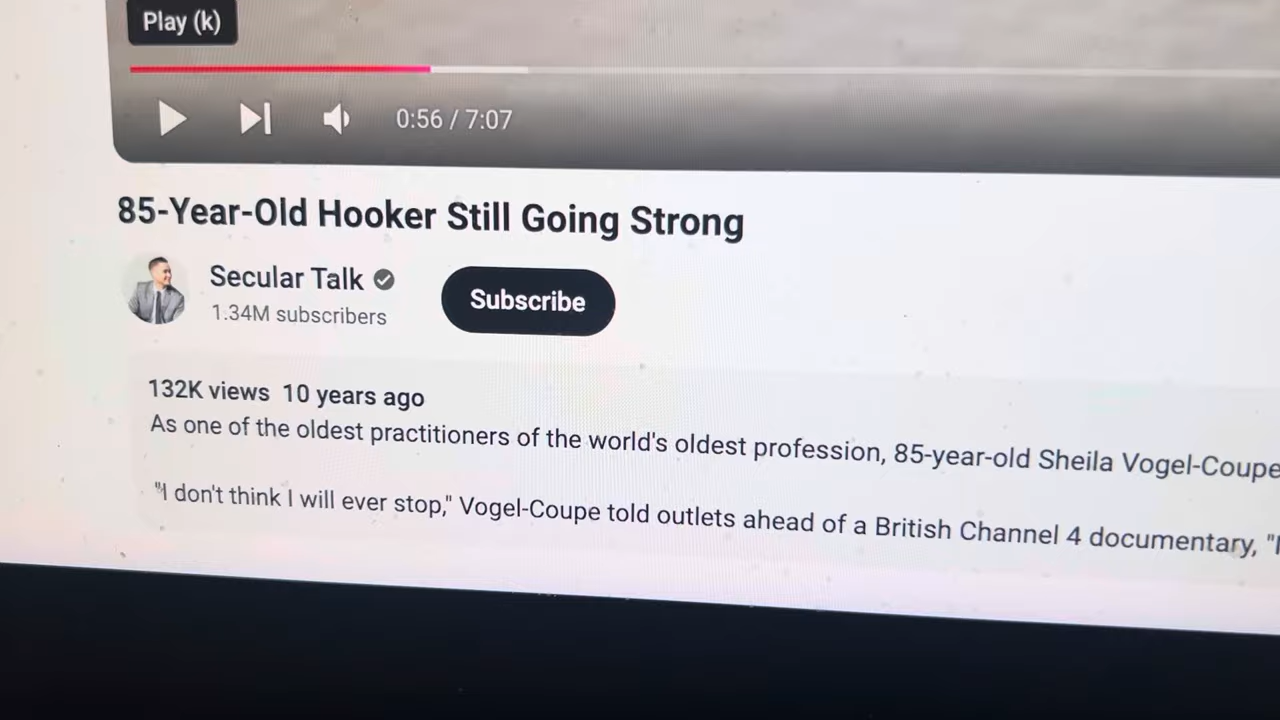 Play (k)
0:56 / 7:07
85-Year-Old Hooker Still Going Strong
Secular Talk
Subscribe
1.34M subscribers
132K views 10 years ago
As one of the oldest practitioners of the world's oldest profession, 85-year-old Sheila Vogel-Coupe
"I don't think I will ever stop," Vogel-Coupe told outlets ahead of a British Channel 4 documentary, "